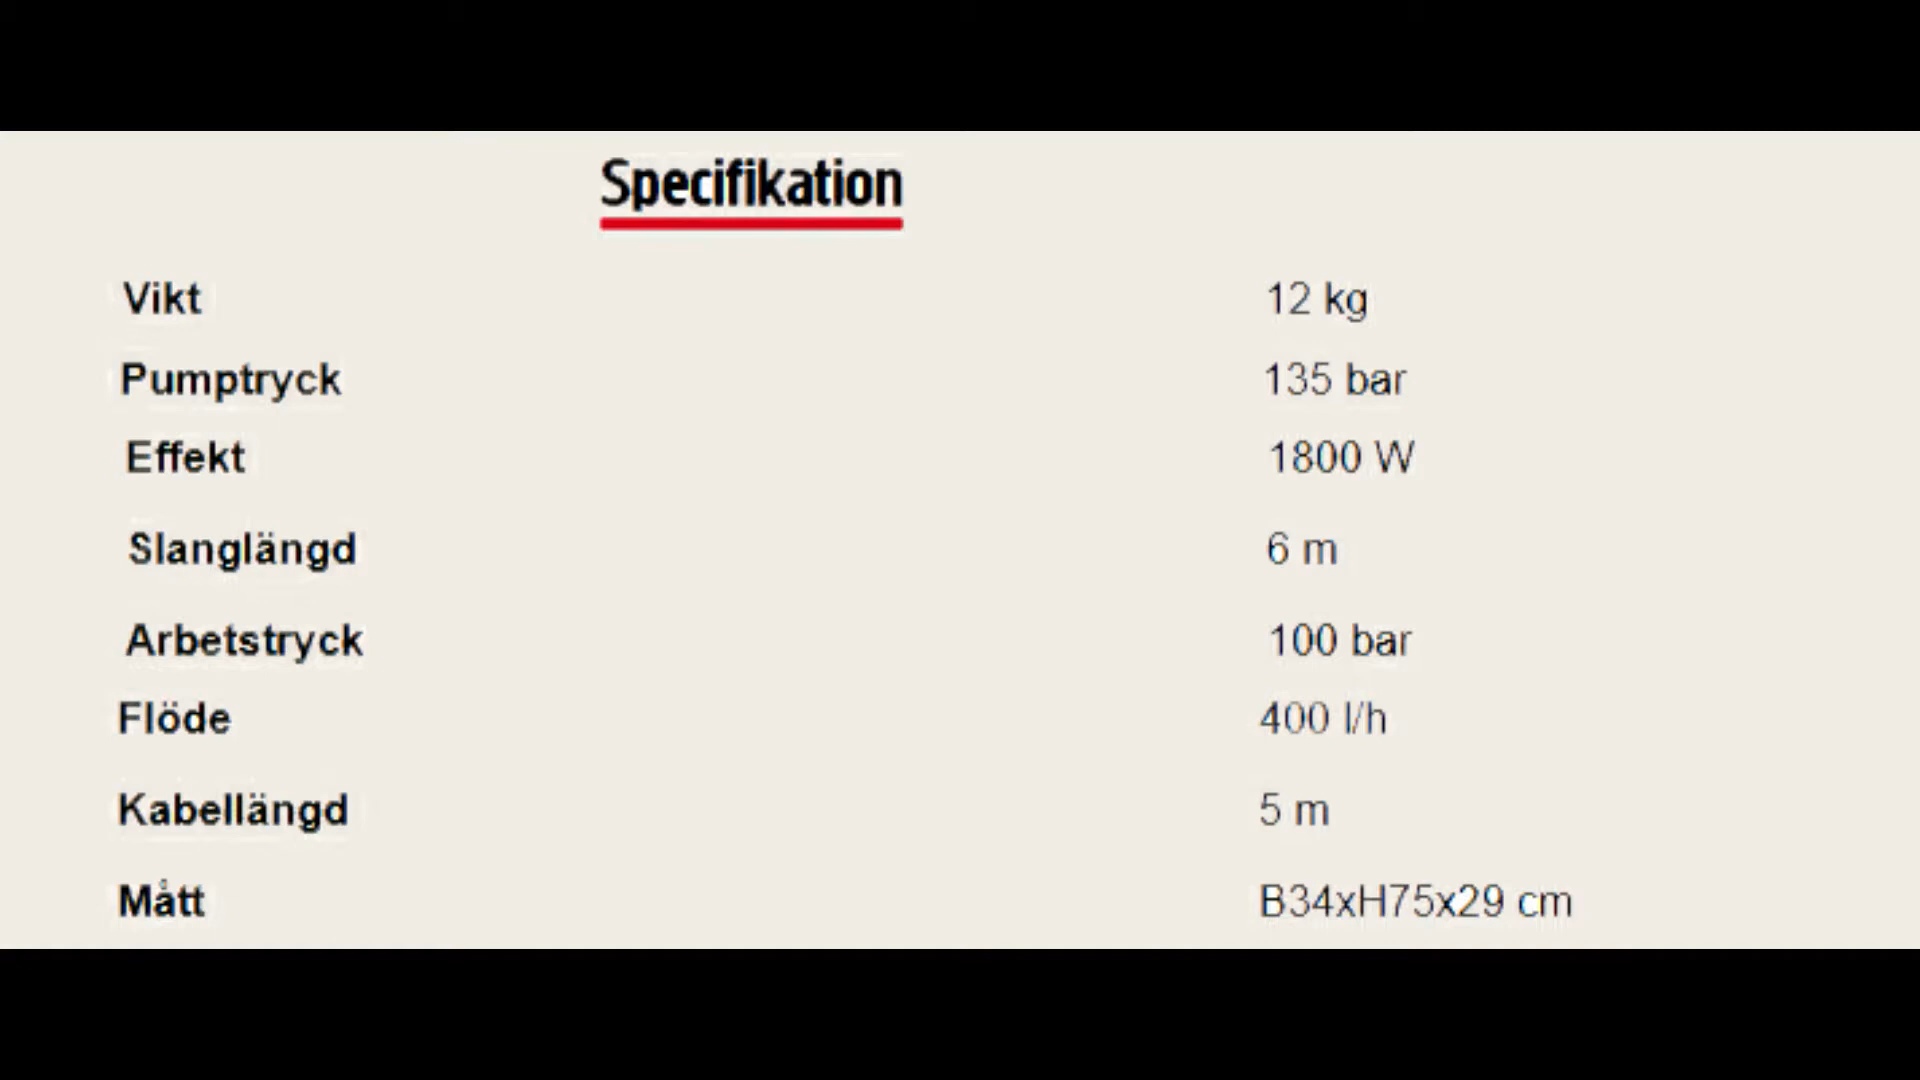 Specifikation
Vikt 12 kg
Pumptryck 135 bar
Effekt 1800 W
Slanglängd 6 m
Arbetstryck 100 bar
Flöde 400 l/h
Kabellängd 5 m
Mått B34xH75x29 cm